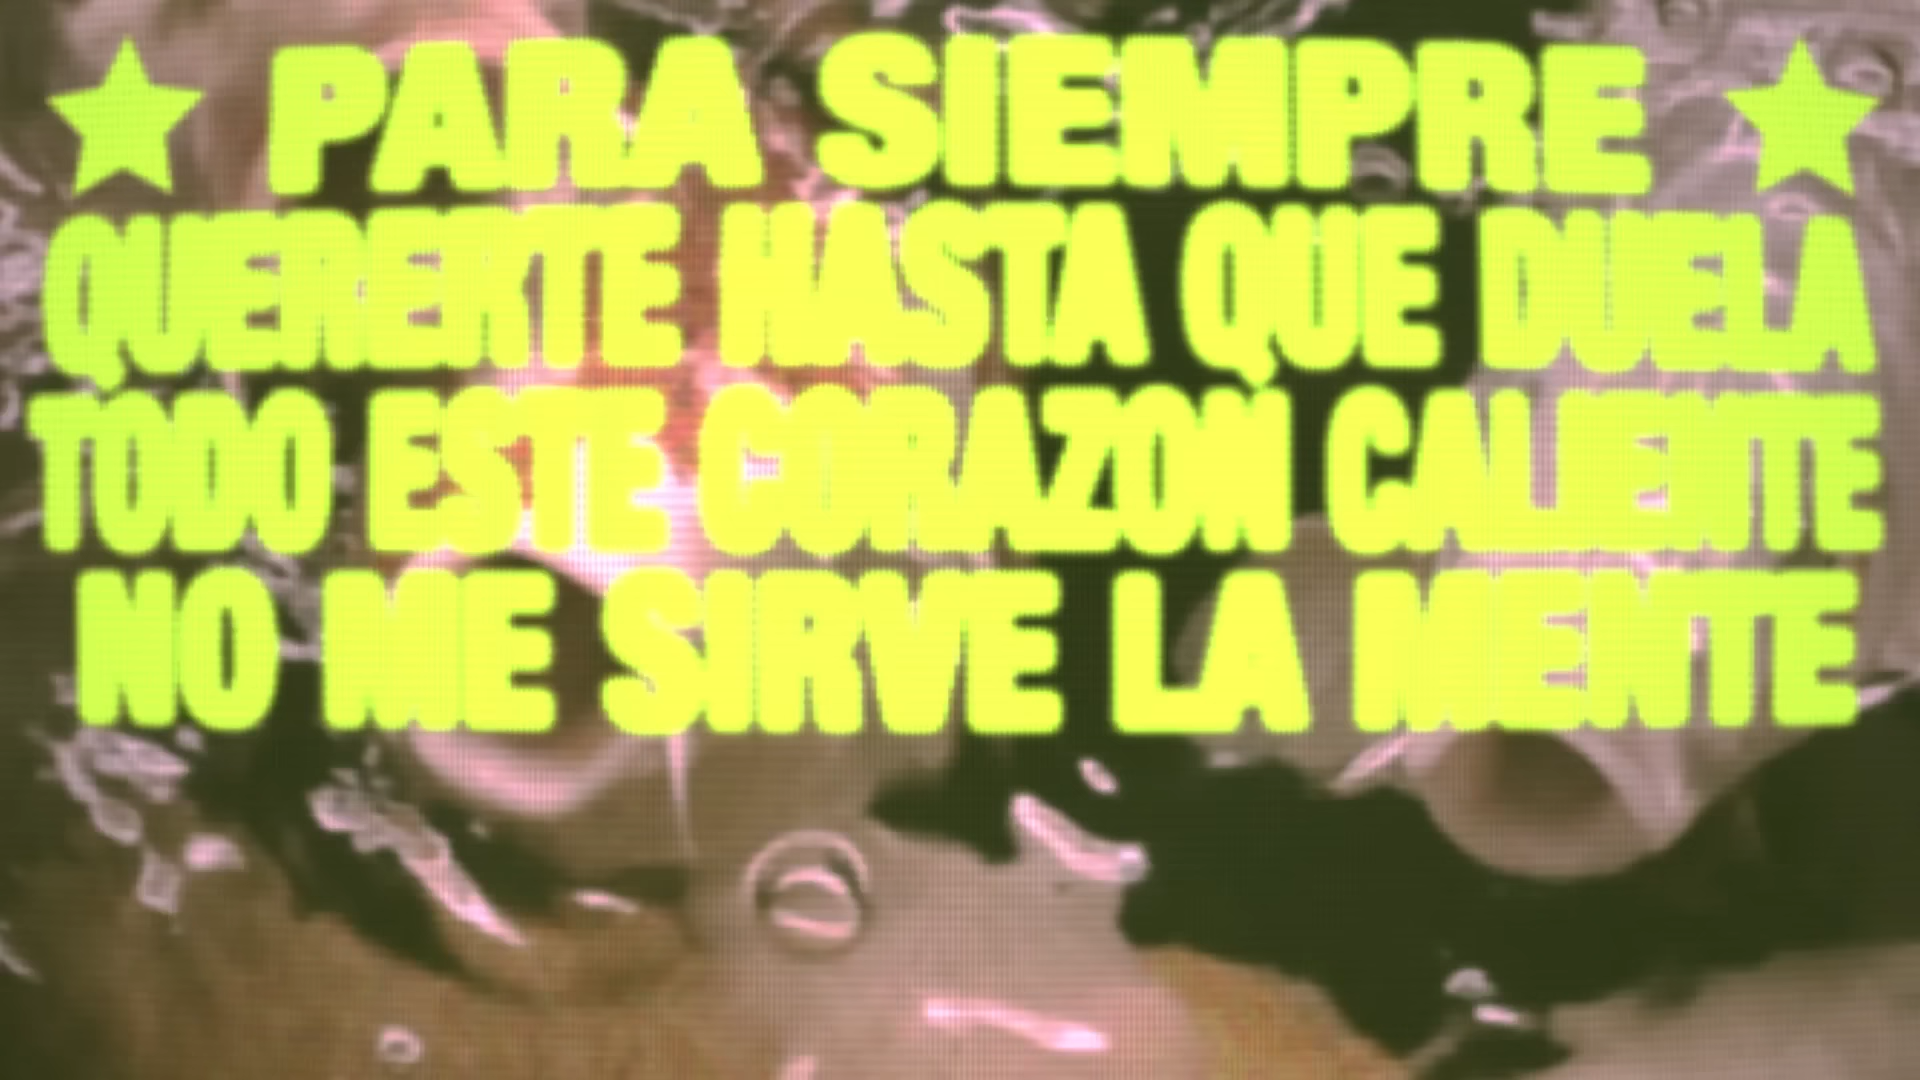 ★ PARA SIEMPRE ★
QUERERTE HASTA QUE DUELA
TODO ESTE CORAZON CALIENTE
NO ME SIRVE LA MENTE